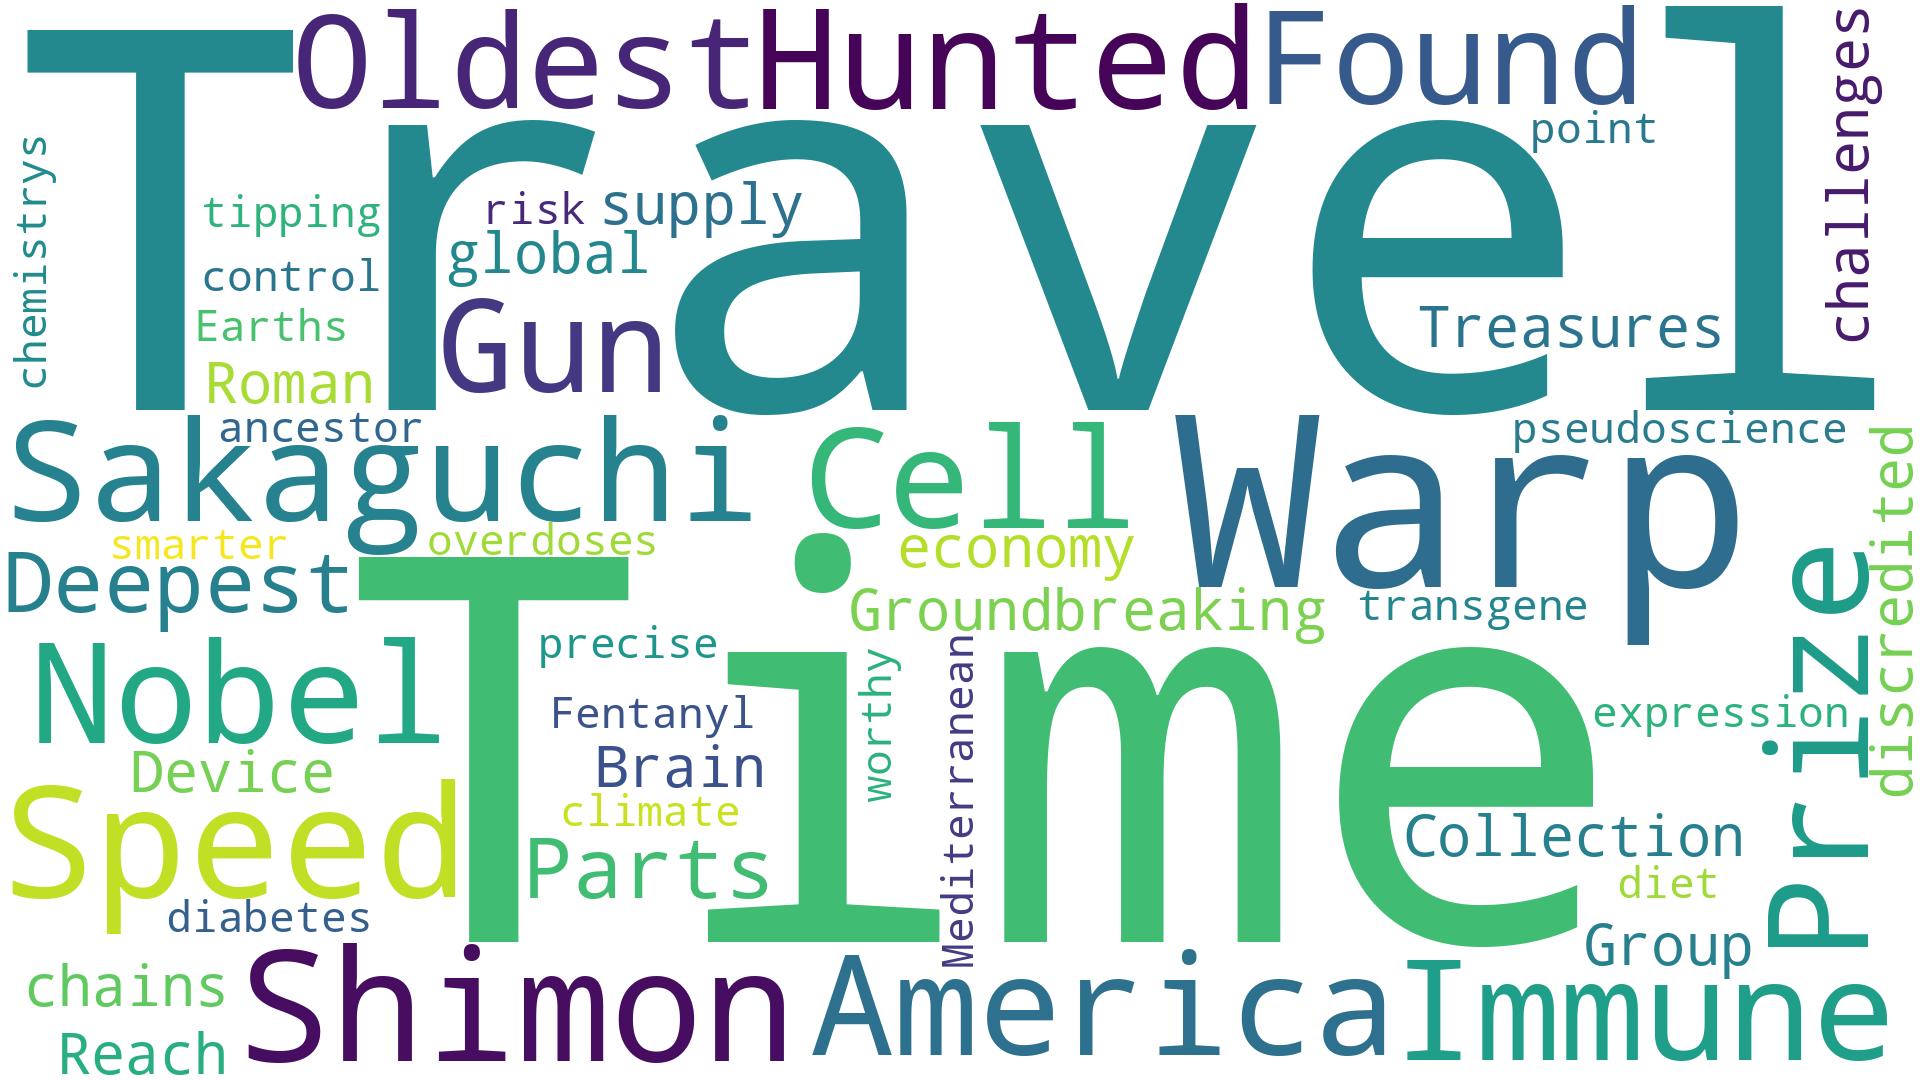 Travel
Oldest
Hunted
Found
challenges
point
chemistrys
tipping
risk
supply
control
global
Earths
Gun
Treasures
Roman
ancestor
Sakaguchi
Cell
Warp
pseudoscience
discredited
smarter
overdoses
economy
Deepest
Time
Groundbreaking
transgene
Prize
Nobel
precise
worthy
Mediterranean
Fentanyl
expression
Device
Brain
Speed
climate
Parts
Collection
diet
diabetes
Group
chains
Shimon
America
Immune
Reach